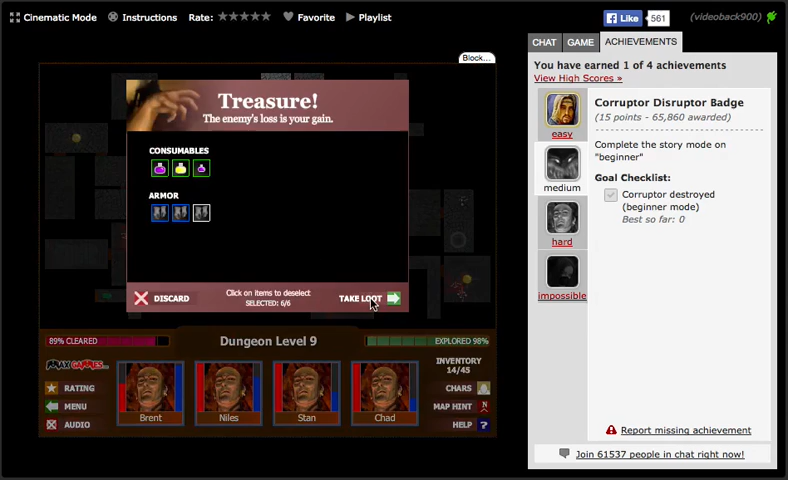 Cinematic Mode Instructions Rate: Favorite Playlist
Like 561 (videoback900)
Block...
Treasure!
The enemy's loss is your gain.
CONSUMABLES
ARMOR
DISCARD
Click on items to deselect
SELECTED: 6/6
TAKE LOOT
89% CLEARED
Dungeon Level 9
EXPLORED 98%
MAX GAMES
RATING
MENU
AUDIO
Brent
Niles
Stan
Chad
INVENTORY
14/45
CHARS
MAP HINT N
HELP ?
CHAT GAME ACHIEVEMENTS
You have earned 1 of 4 achievements
View High Scores »
easy
medium
hard
impossible
Corruptor Disruptor Badge
(15 points - 65,860 awarded)
Complete the story mode on
"beginner"
Goal Checklist:
Corruptor destroyed
(beginner mode)
Best so far: 0
Report missing achievement
Join 61537 people in chat right now!